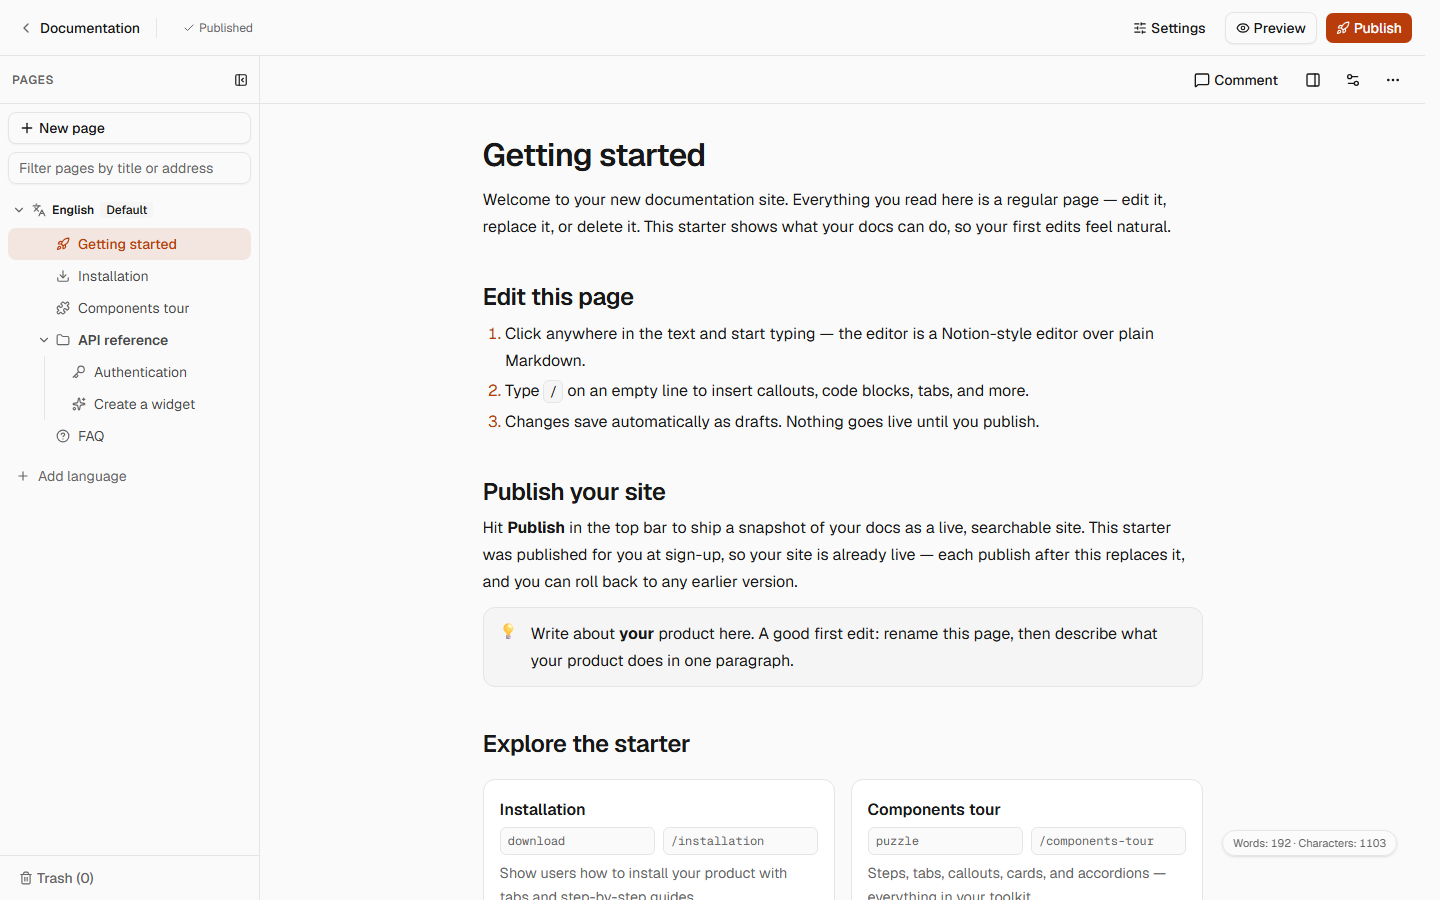 Documentation
Published
Settings
Preview
Publish
PAGES
Comment
New page
Filter pages by title or address
English Default
Getting started
Installation
Components tour
API reference
Authentication
Create a widget
FAQ
Add language
Trash (0)
Getting started
Welcome to your new documentation site. Everything you read here is a regular page — edit it,
replace it, or delete it. This starter shows what your docs can do, so your first edits feel natural.
Edit this page
1. Click anywhere in the text and start typing — the editor is a Notion-style editor over plain
Markdown.
2. Type / on an empty line to insert callouts, code blocks, tabs, and more.
3. Changes save automatically as drafts. Nothing goes live until you publish.
Publish your site
Hit Publish in the top bar to ship a snapshot of your docs as a live, searchable site. This starter
was published for you at sign-up, so your site is already live — each publish after this replaces it,
and you can roll back to any earlier version.
Write about your product here. A good first edit: rename this page, then describe what
your product does in one paragraph.
Explore the starter
Installation
download
/installation
Show users how to install your product with
tabs and step-by-step guides.
Components tour
puzzle
/components-tour
Steps, tabs, callouts, cards, and accordions —
everything in your toolkit.
Words: 192 · Characters: 1103